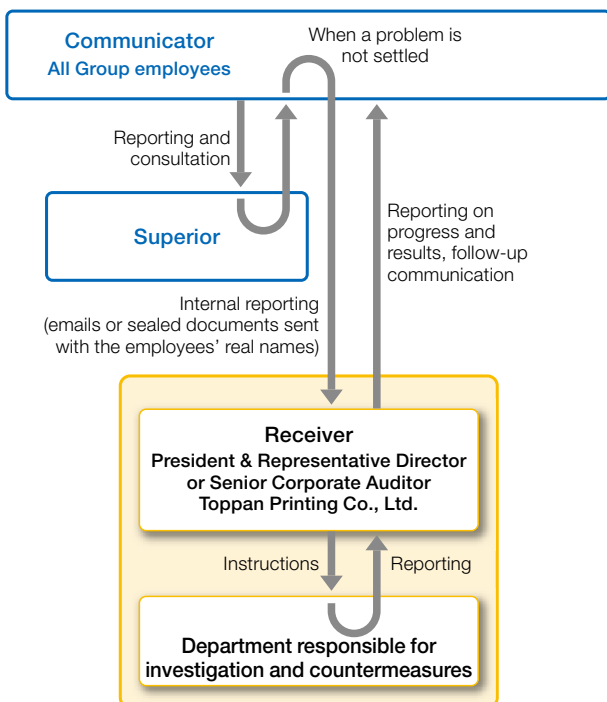 Communicator
All Group employees
When a problem is
not settled
Reporting and
consultation
Superior
Reporting on
progress and
results, follow-up
communication
Internal reporting
(emails or sealed documents sent
with the employees’ real names)
Receiver
President & Representative Director
or Senior Corporate Auditor
Toppan Printing Co., Ltd.
Instructions
Reporting
Department responsible for
investigation and countermeasures